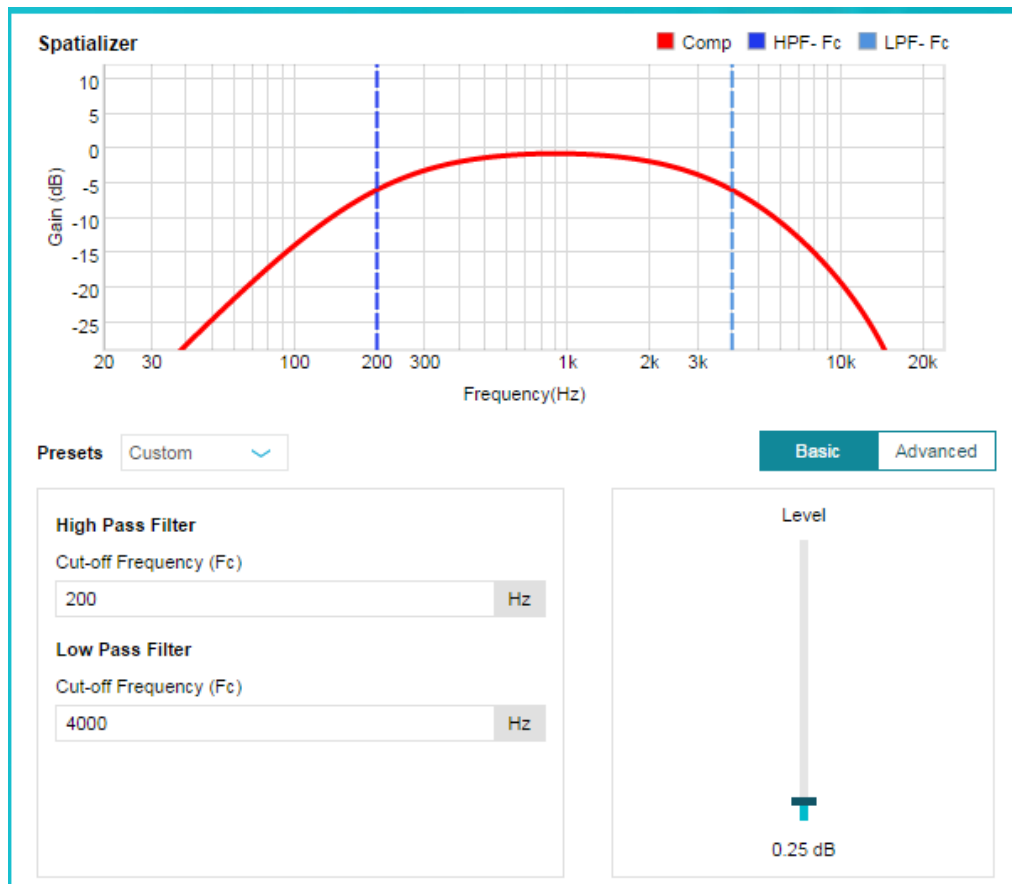 Spatializer
Comp HPF- Fc LPF- Fc
10
5
0
-5
-10
-15
-20
-25
Gain (dB)
20 30 100 200 300 1k 2k 3k 10k 20k
Frequency(Hz)
Presets Custom
Basic Advanced
High Pass Filter
Cut-off Frequency (Fc)
200 Hz
Low Pass Filter
Cut-off Frequency (Fc)
4000 Hz
Level
0.25 dB